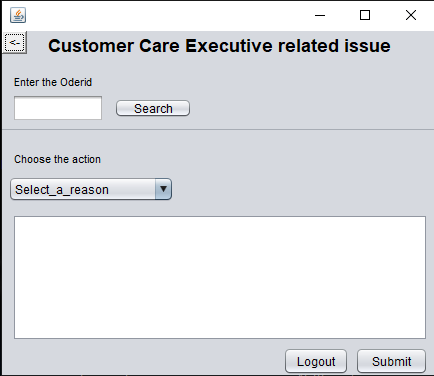 <-
Customer Care Executive related issue
Enter the Oderid
Search
Choose the action
Select_a_reason
Logout
Submit